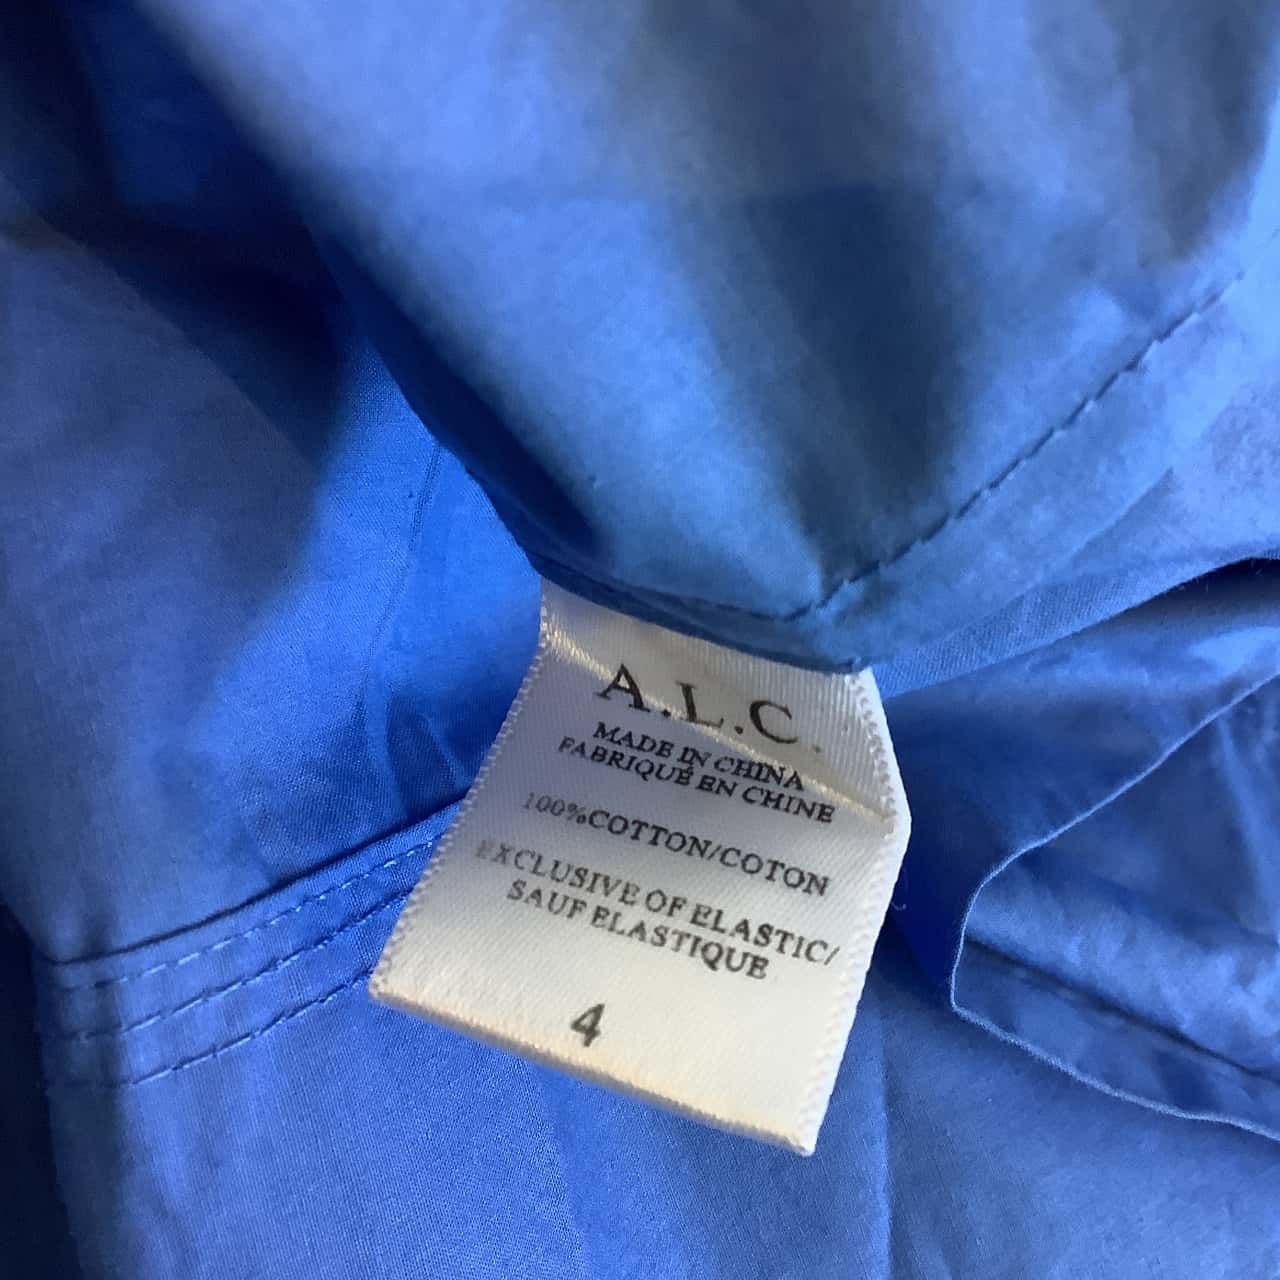 A.L.C.
MADE IN CHINA
FABRIQUÉ EN CHINE
100%COTTON/COTON
EXCLUSIVE OF ELASTIC/
SAUF ELASTIQUE
4